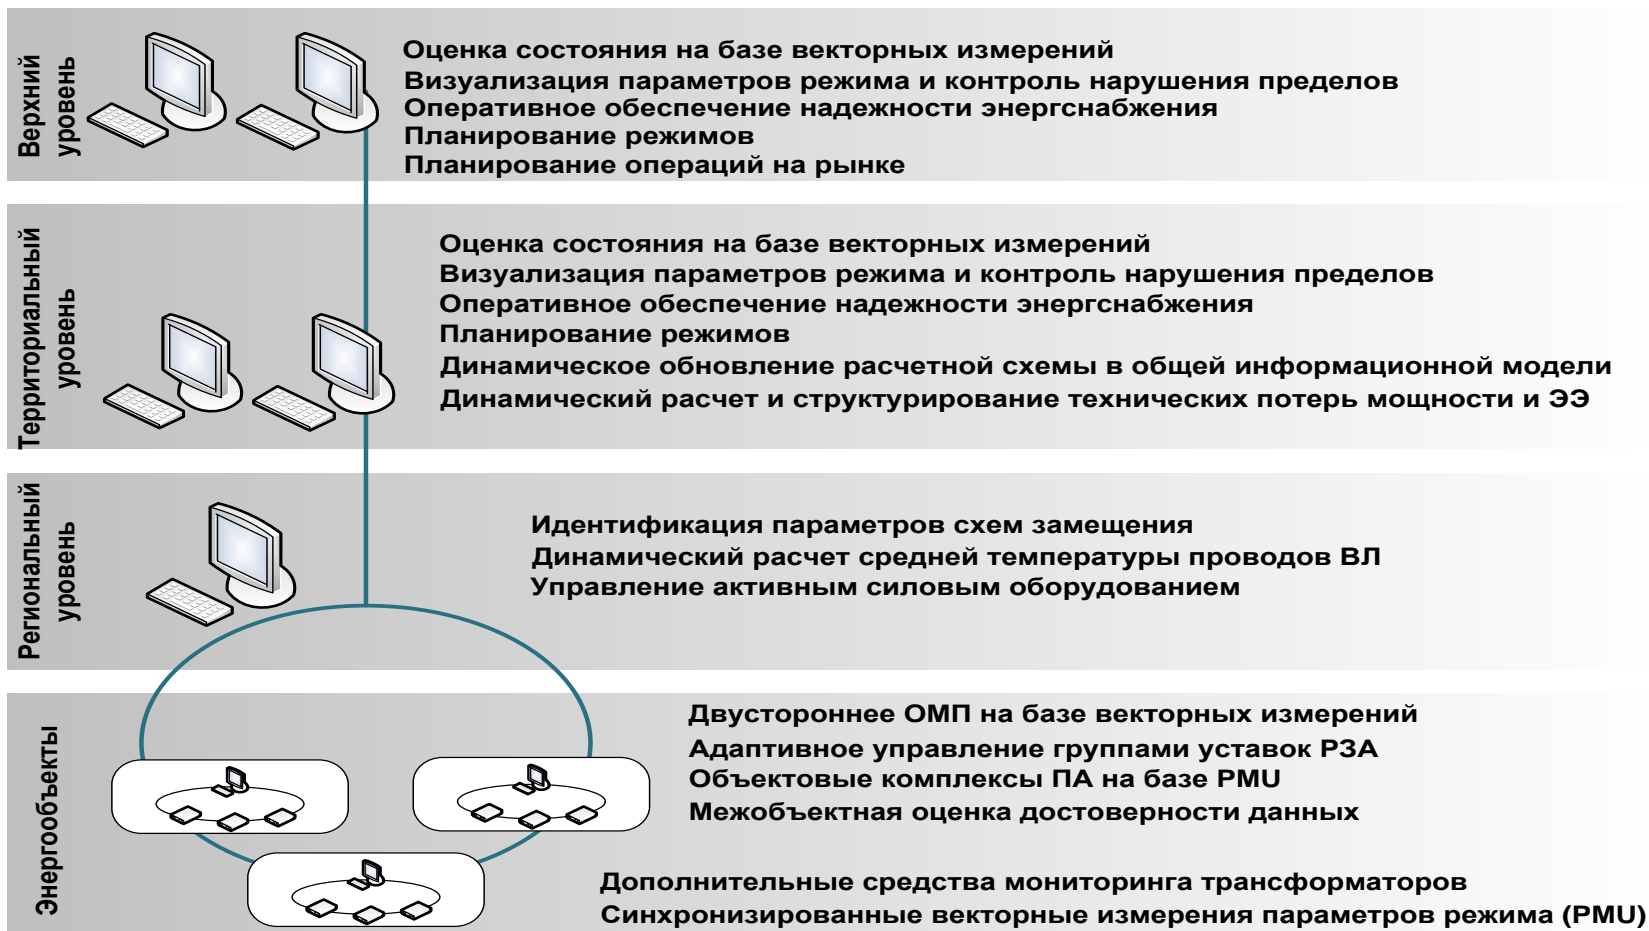 Верхний
уровень
Оценка состояния на базе векторных измерений
Визуализация параметров режима и контроль нарушения пределов
Оперативное обеспечение надежности энергснабжения
Планирование режимов
Планирование операций на рынке
Территориальный
уровень
Оценка состояния на базе векторных измерений
Визуализация параметров режима и контроль нарушения пределов
Оперативное обеспечение надежности энергснабжения
Планирование режимов
Динамическое обновление расчетной схемы в общей информационной модели
Динамический расчет и структурирование технических потерь мощности и ЭЭ
Региональный
уровень
Идентификация параметров схем замещения
Динамический расчет средней температуры проводов ВЛ
Управление активным силовым оборудованием
Энергообъекты
Двустороннее ОМП на базе векторных измерений
Адаптивное управление группами уставок РЗА
Объектовые комплексы ПА на базе PMU
Межобъектная оценка достоверности данных
Дополнительные средства мониторинга трансформаторов
Синхронизированные векторные измерения параметров режима (PMU)